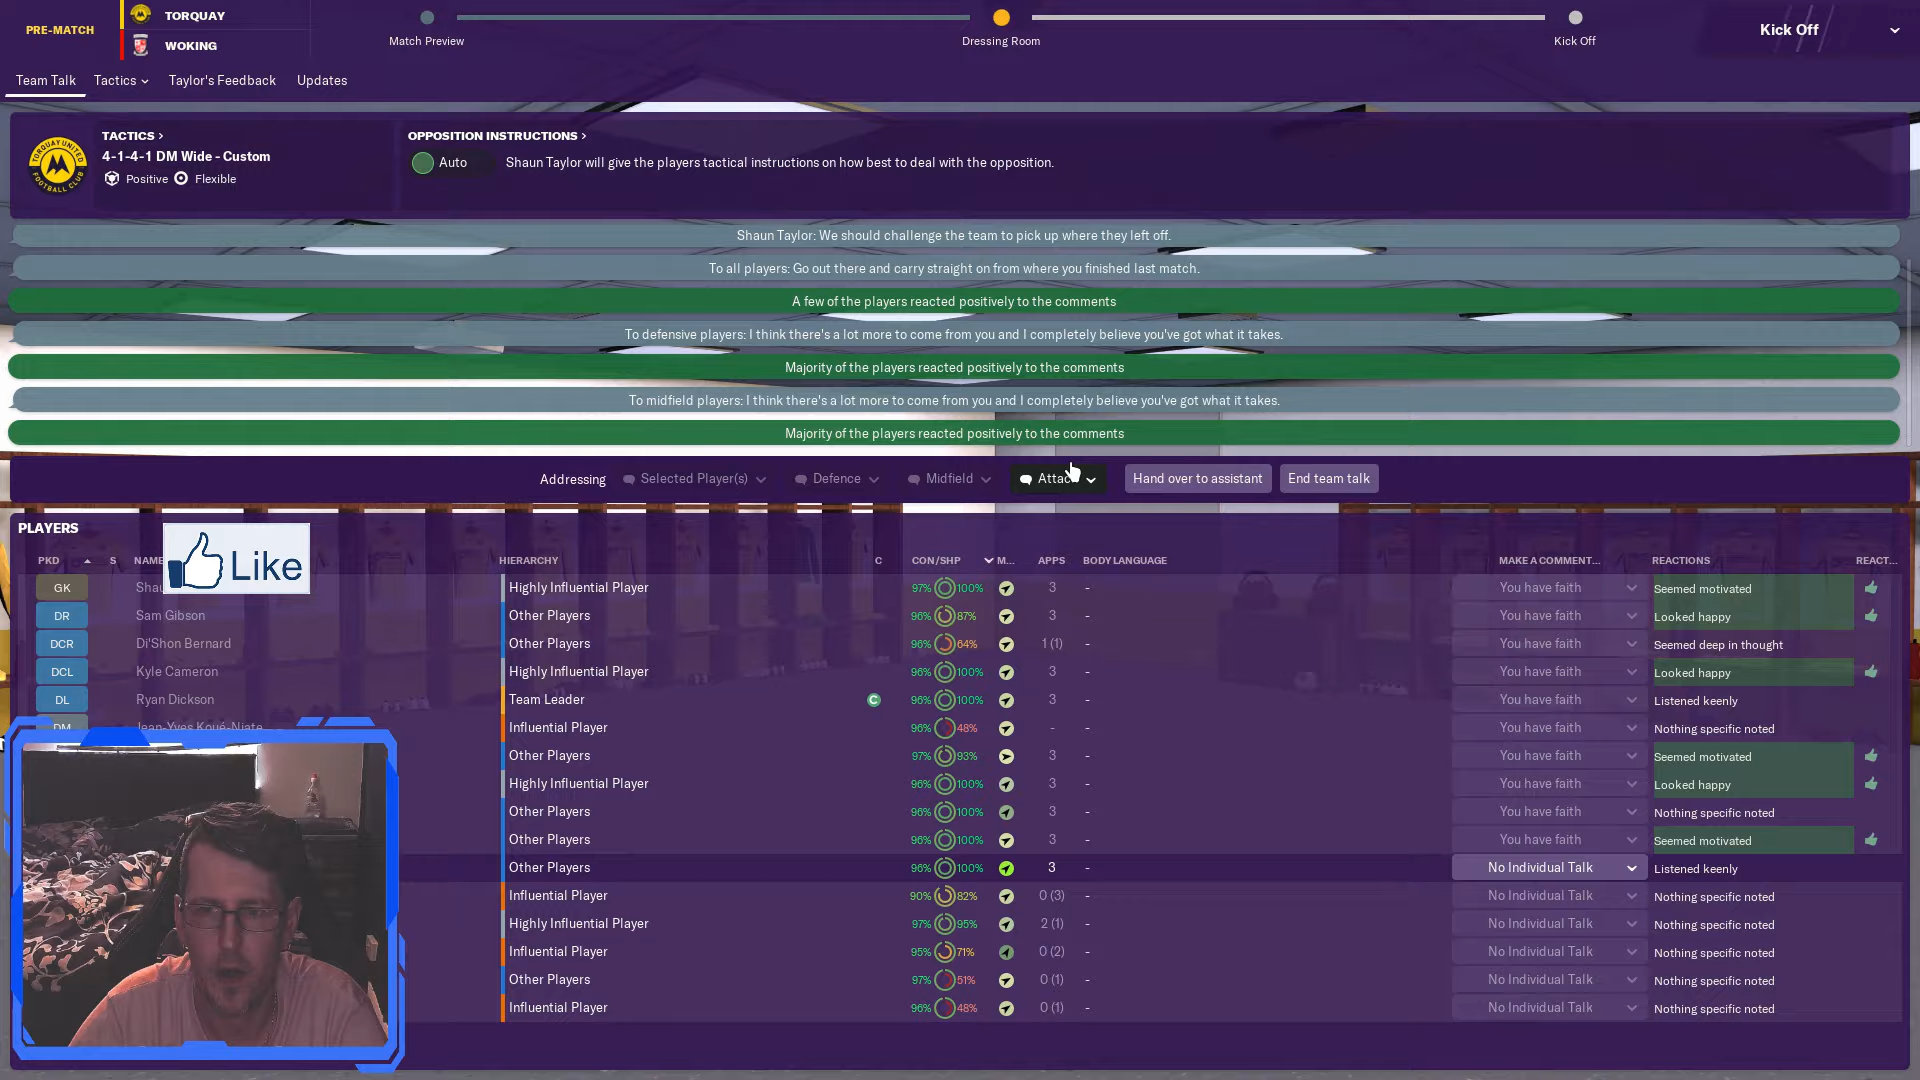 PRE-MATCH
TORQUAY
WOKING
Match Preview
Dressing Room
Kick Off
Kick Off
Team Talk
Tactics
Taylor's Feedback
Updates
TORQUAY UNITED FOOTBALL CLUB
TACTICS >
4-1-4-1 DM Wide - Custom
Positive
Flexible
OPPOSITION INSTRUCTIONS >
Auto
Shaun Taylor will give the players tactical instructions on how best to deal with the opposition.
Shaun Taylor: We should challenge the team to pick up where they left off.
To all players: Go out there and carry straight on from where you finished last match.
A few of the players reacted positively to the comments
To defensive players: I think there's a lot more to come from you and I completely believe you've got what it takes.
Majority of the players reacted positively to the comments
To midfield players: I think there's a lot more to come from you and I completely believe you've got what it takes.
Majority of the players reacted positively to the comments
Addressing
Selected Player(s)
Defence
Midfield
Attac
Hand over to assistant
End team talk
PLAYERS
Like
PKD S NAME HIERARCHY C CON/SHP M... APPS BODY LANGUAGE MAKE A COMMENT... REACTIONS REACT...
GK Shau Highly Influential Player 97% 100% 3 - You have faith Seemed motivated
DR Sam Gibson Other Players 96% 87% 3 - You have faith Looked happy
DCR Di'Shon Bernard Other Players 96% 64% 1 (1) - You have faith Seemed deep in thought
DCL Kyle Cameron Highly Influential Player 96% 100% 3 - You have faith Looked happy
DL Ryan Dickson Team Leader C 96% 100% 3 - You have faith Listened keenly
DM Jean-Yves Koué-Niate Influential Player 96% 48% - - You have faith Nothing specific noted
Other Players 97% 93% 3 - You have faith Seemed motivated
Highly Influential Player 96% 100% 3 - You have faith Looked happy
Other Players 96% 100% 3 - You have faith Nothing specific noted
Other Players 96% 100% 3 - You have faith Seemed motivated
Other Players 96% 100% 3 - No Individual Talk Listened keenly
Influential Player 90% 82% 0 (3) - No Individual Talk Nothing specific noted
Highly Influential Player 97% 95% 2 (1) - No Individual Talk Nothing specific noted
Influential Player 95% 71% 0 (2) - No Individual Talk Nothing specific noted
Other Players 97% 51% 0 (1) - No Individual Talk Nothing specific noted
Influential Player 96% 48% 0 (1) - No Individual Talk Nothing specific noted